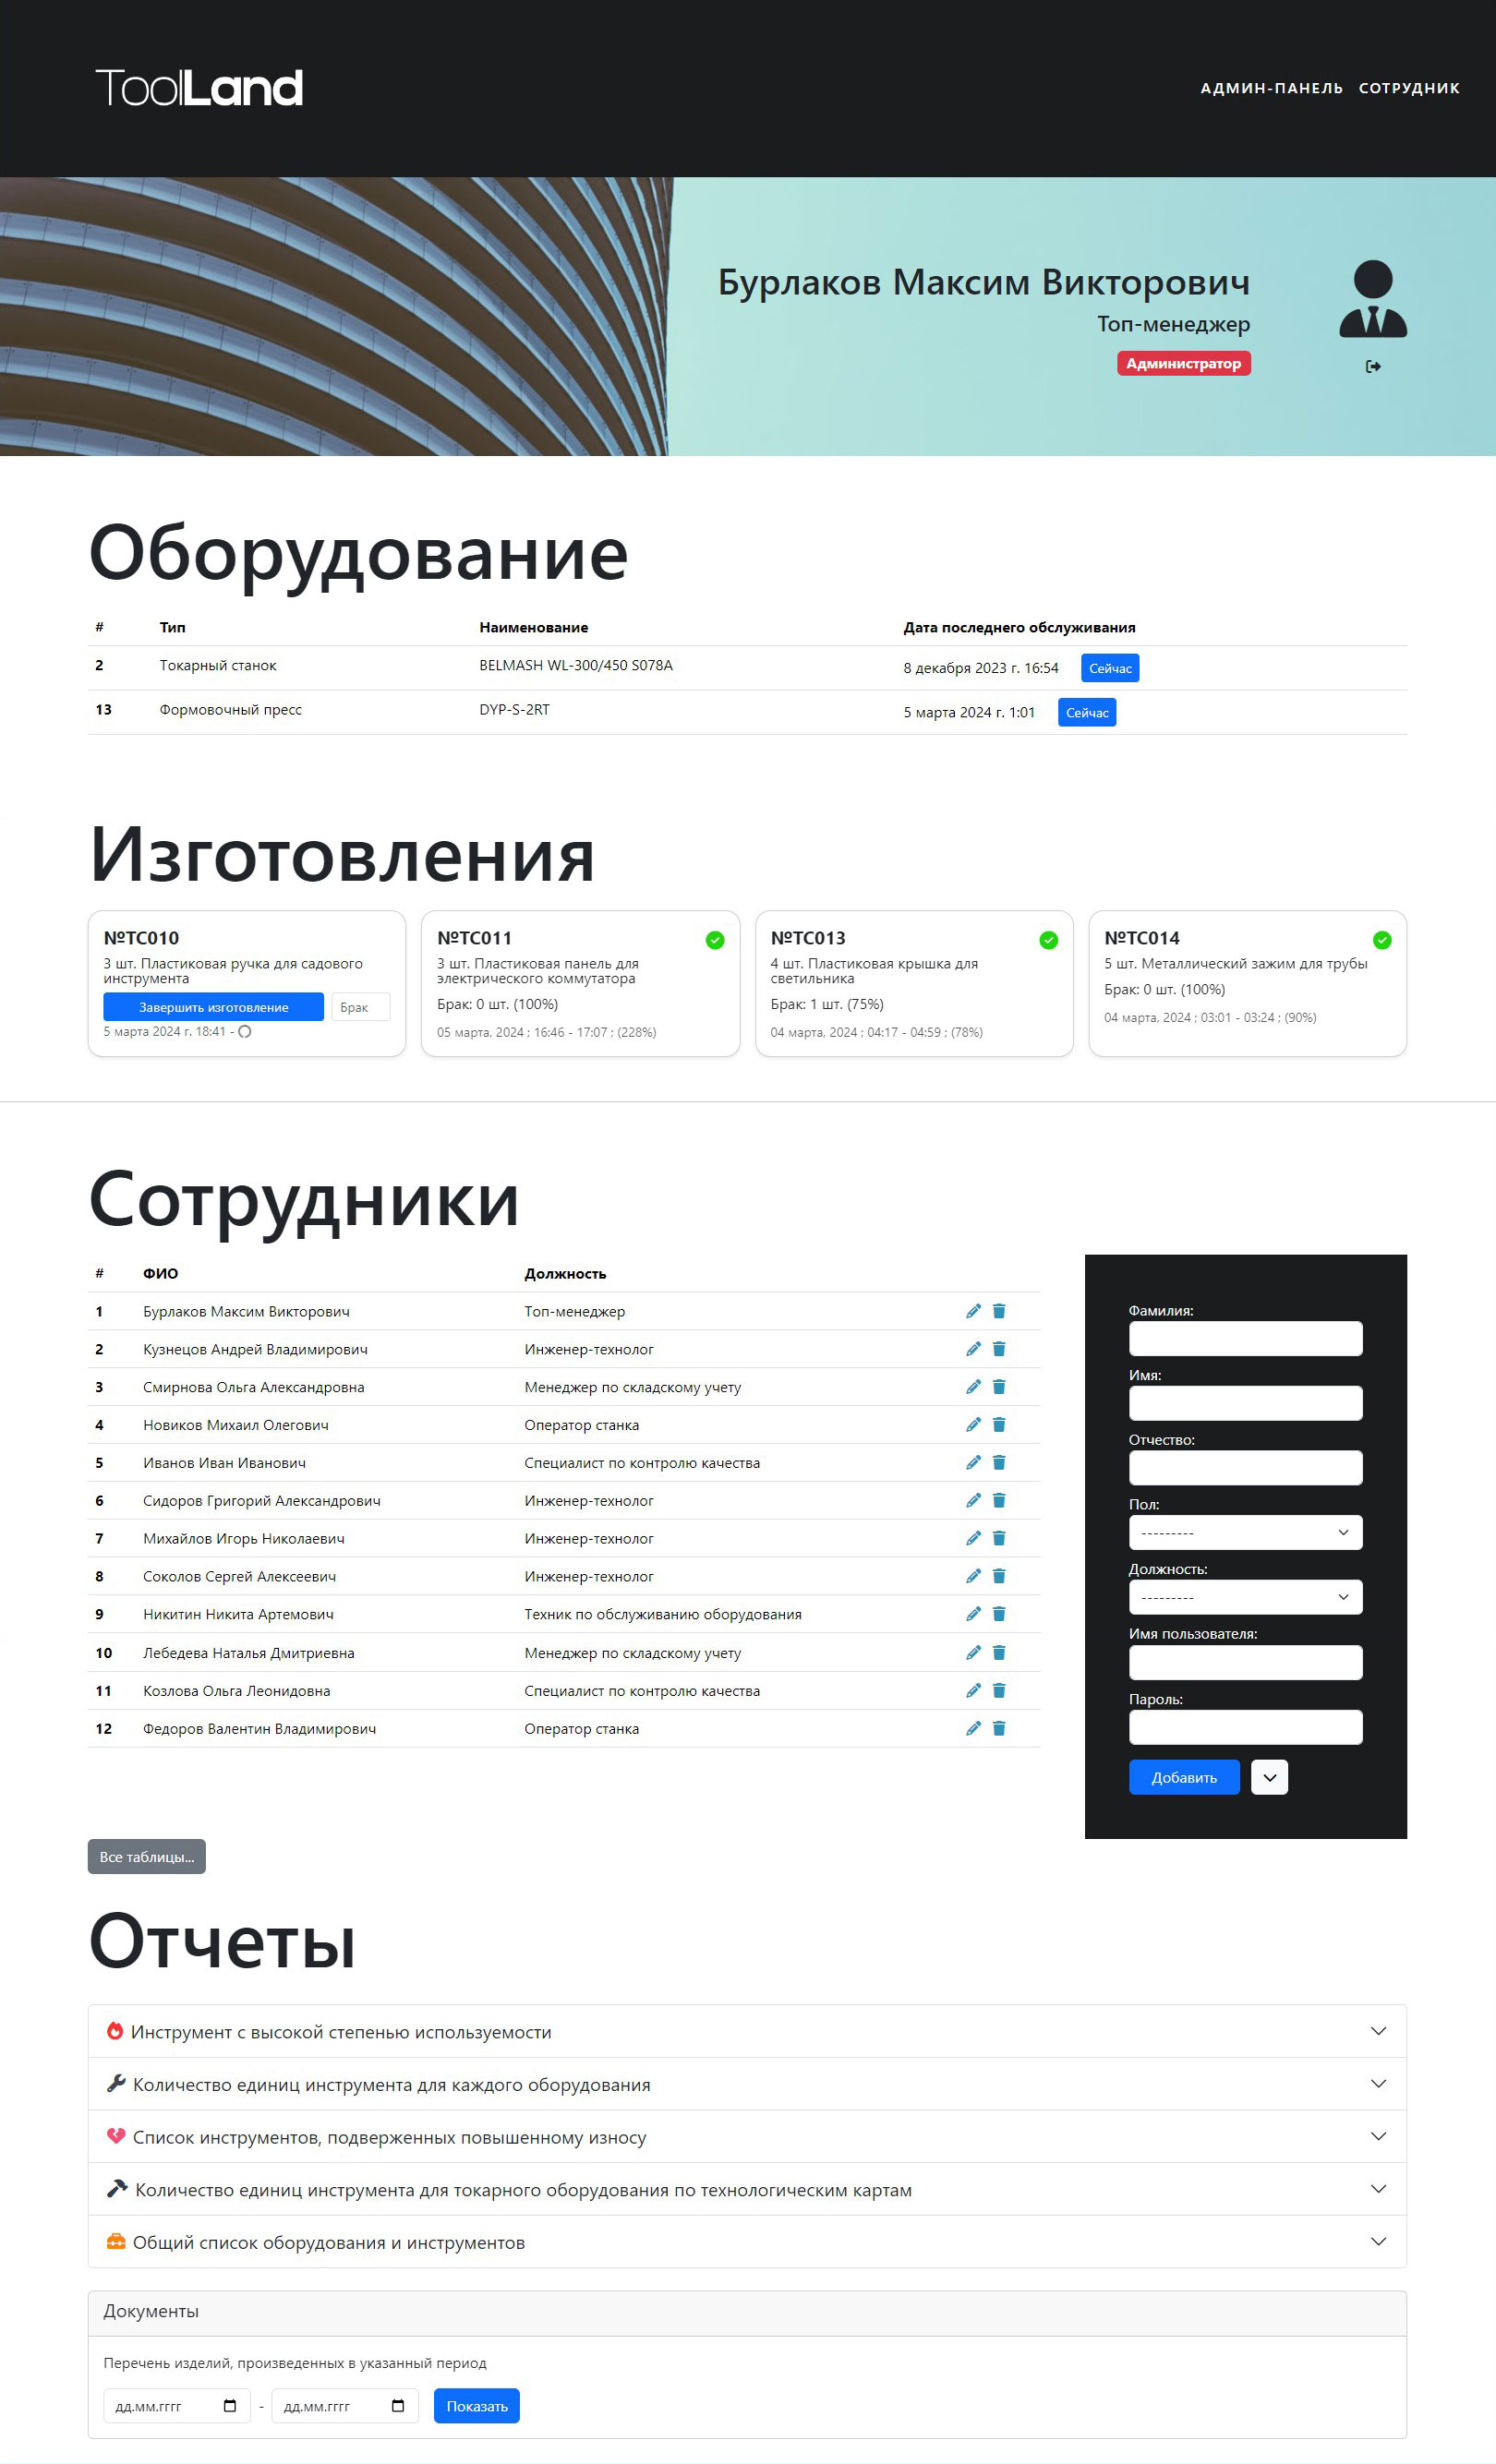 ToolLand
АДМИН-ПАНЕЛЬ СОТРУДНИК
Бурлаков Максим Викторович
Топ-менеджер
Администратор
Оборудование
# Тип Наименование Дата последнего обслуживания
2 Токарный станок BELMASH WL-300/450 S078A 8 декабря 2023 г. 16:54 Сейчас
13 Формовочный пресс DYP-S-2RT 5 марта 2024 г. 1:01 Сейчас
Изготовления
№ТС010
3 шт. Пластиковая ручка для садового
инструмента
Завершить изготовление Брак
5 марта 2024 г. 18:41 -
№ТС011
3 шт. Пластиковая панель для
электрического коммутатора
Брак: 0 шт. (100%)
05 марта, 2024 ; 16:46 - 17:07 ; (228%)
№ТС013
4 шт. Пластиковая крышка для
светильника
Брак: 1 шт. (75%)
04 марта, 2024 ; 04:17 - 04:59 ; (78%)
№ТС014
5 шт. Металлический зажим для трубы
Брак: 0 шт. (100%)
04 марта, 2024 ; 03:01 - 03:24 ; (90%)
Сотрудники
# ФИО Должность
1 Бурлаков Максим Викторович Топ-менеджер
2 Кузнецов Андрей Владимирович Инженер-технолог
3 Смирнова Ольга Александровна Менеджер по складскому учету
4 Новиков Михаил Олегович Оператор станка
5 Иванов Иван Иванович Специалист по контролю качества
6 Сидоров Григорий Александрович Инженер-технолог
7 Михайлов Игорь Николаевич Инженер-технолог
8 Соколов Сергей Алексеевич Инженер-технолог
9 Никитин Никита Артемович Техник по обслуживанию оборудования
10 Лебедева Наталья Дмитриевна Менеджер по складскому учету
11 Козлова Ольга Леонидовна Специалист по контролю качества
12 Федоров Валентин Владимирович Оператор станка
Фамилия:
Имя:
Отчество:
Пол:
---------
Должность:
---------
Имя пользователя:
Пароль:
Добавить
Все таблицы...
Отчеты
Инструмент с высокой степенью используемости
Количество единиц инструмента для каждого оборудования
Список инструментов, подверженных повышенному износу
Количество единиц инструмента для токарного оборудования по технологическим картам
Общий список оборудования и инструментов
Документы
Перечень изделий, произведенных в указанный период
дд.мм.гггг - дд.мм.гггг Показать